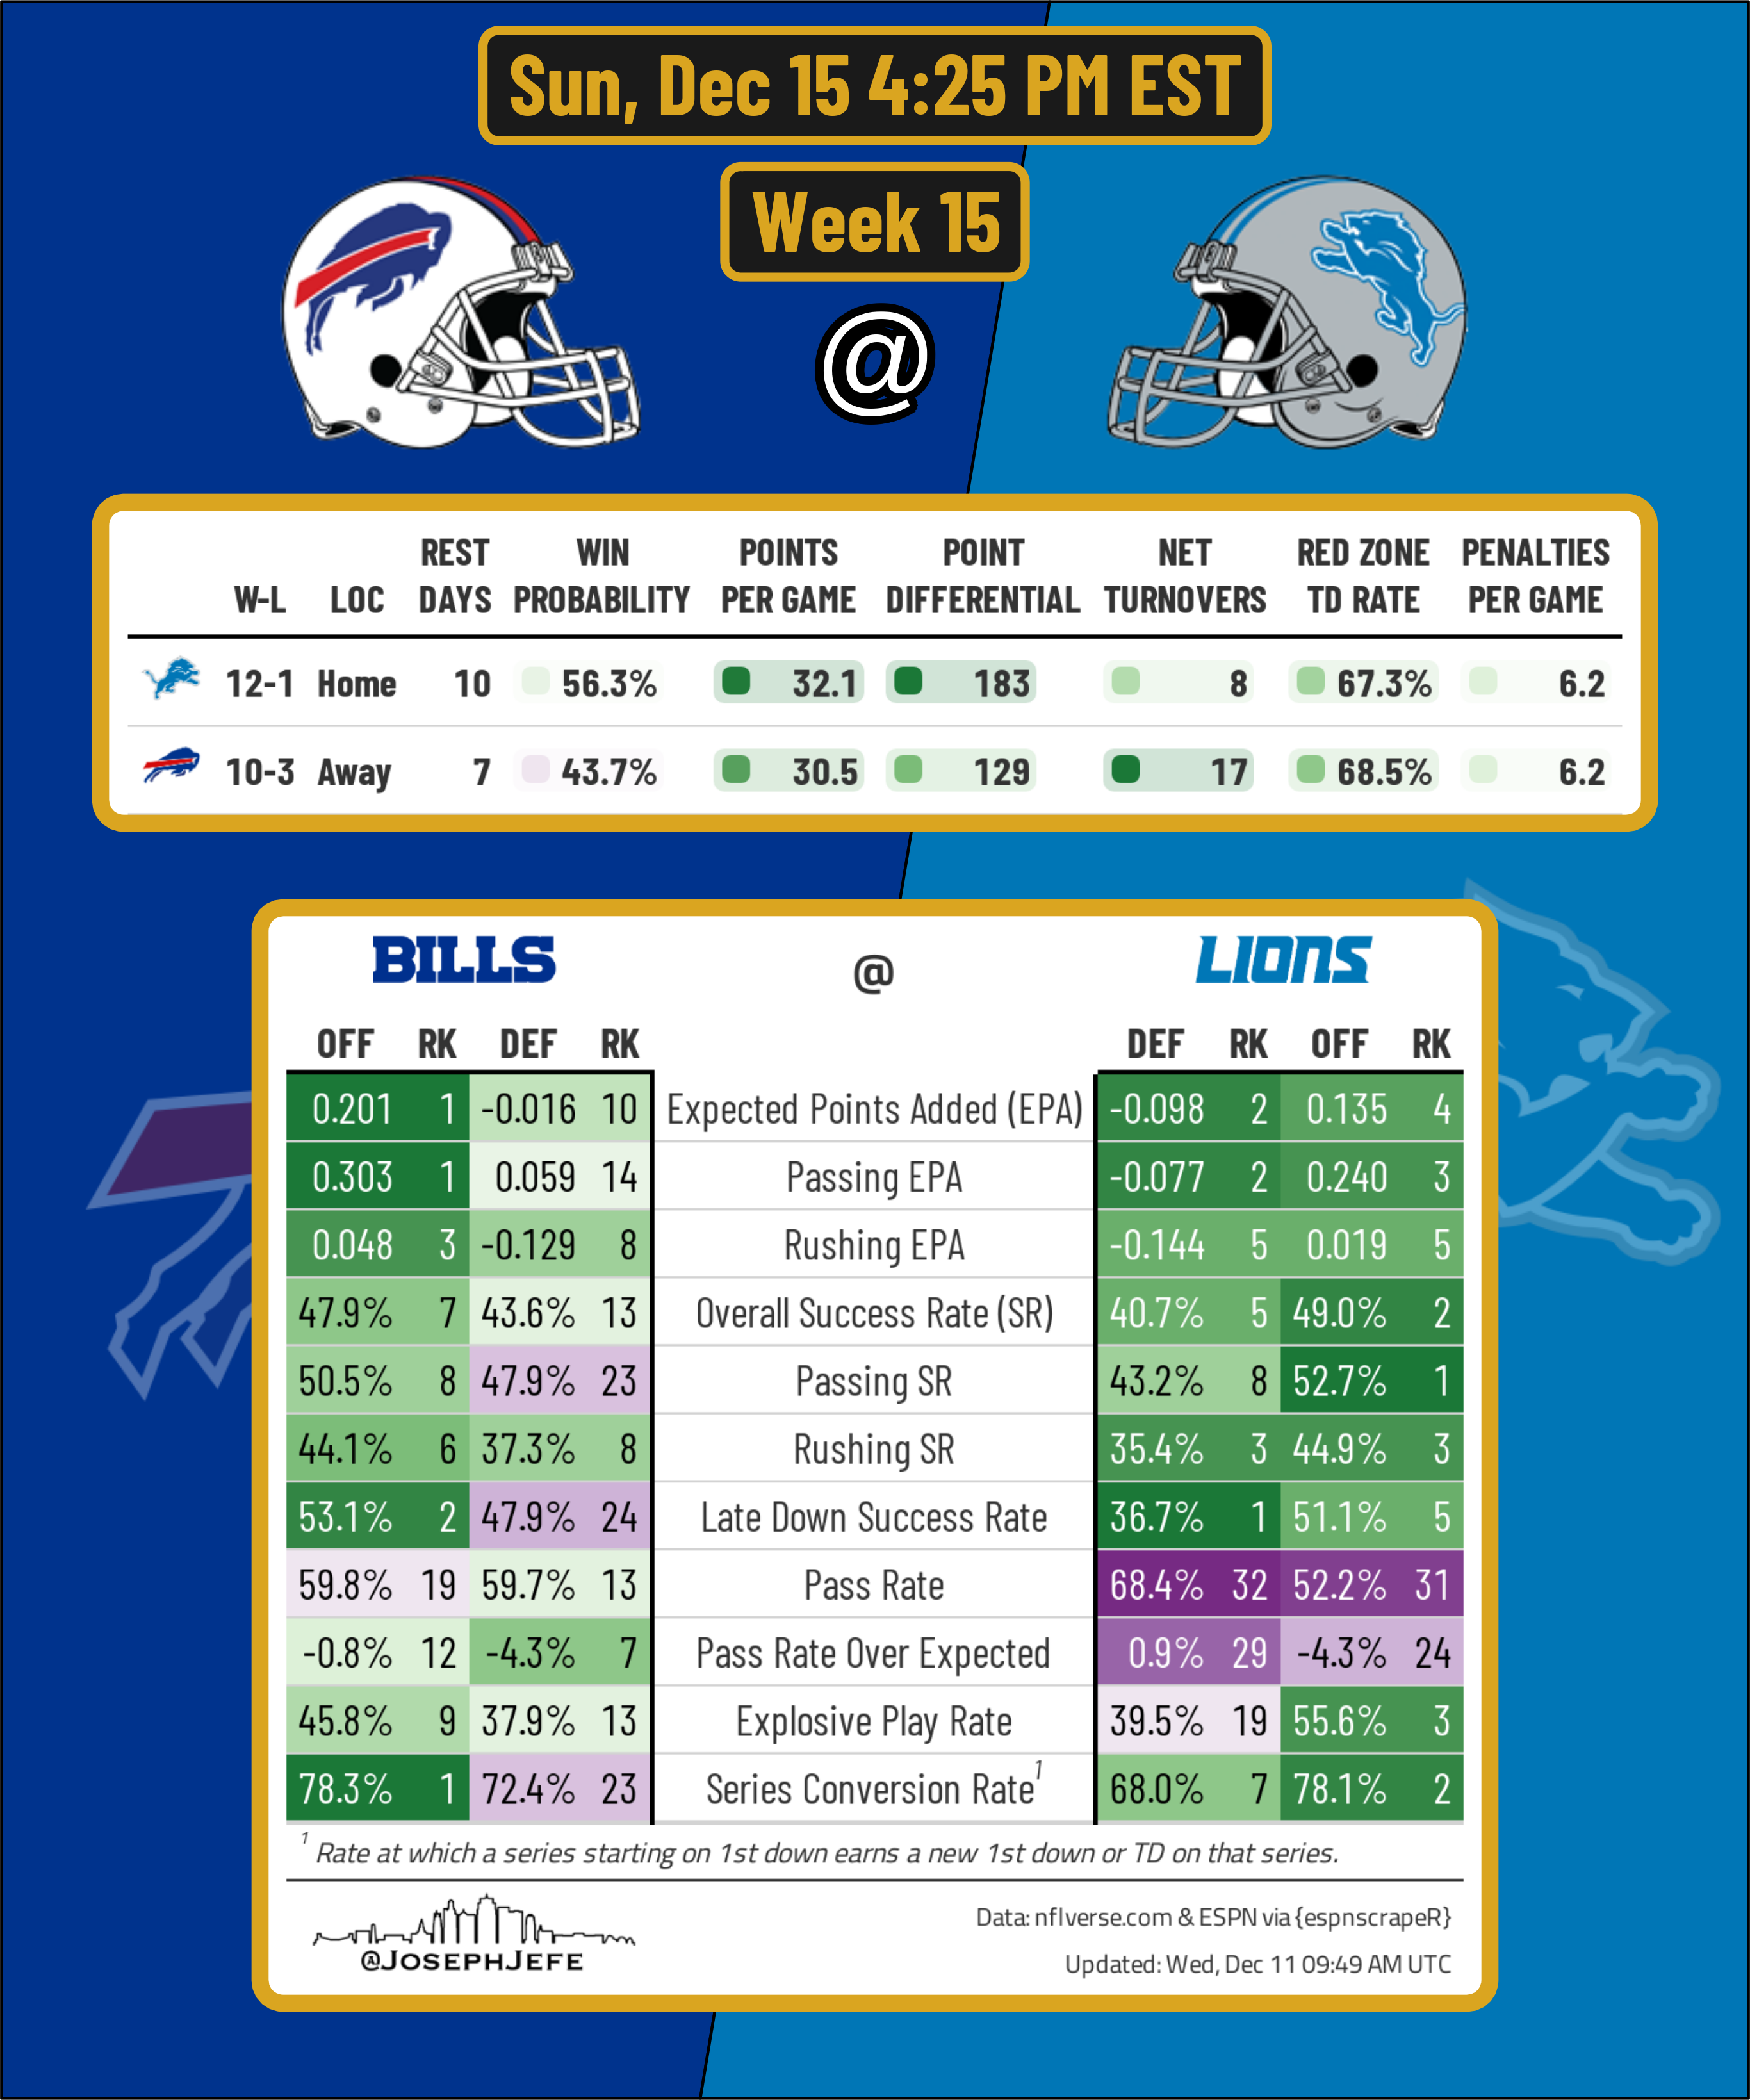 Sun, Dec 15 4:25 PM EST
Week 15
@
REST WIN POINTS POINT NET RED ZONE PENALTIES
W-L LOC DAYS PROBABILITY PER GAME DIFFERENTIAL TURNOVERS TD RATE PER GAME
12-1 Home 10 56.3% 32.1 183 8 67.3% 6.2
10-3 Away 7 43.7% 30.5 129 17 68.5% 6.2
BILLS @ LIONS
OFF RK DEF RK DEF RK OFF RK
0.201 1 -0.016 10 Expected Points Added (EPA) -0.098 2 0.135 4
0.303 1 0.059 14 Passing EPA -0.077 2 0.240 3
0.048 3 -0.129 8 Rushing EPA -0.144 5 0.019 5
47.9% 7 43.6% 13 Overall Success Rate (SR) 40.7% 5 49.0% 2
50.5% 8 47.9% 23 Passing SR 43.2% 8 52.7% 1
44.1% 6 37.3% 8 Rushing SR 35.4% 3 44.9% 3
53.1% 2 47.9% 24 Late Down Success Rate 36.7% 1 51.1% 5
59.8% 19 59.7% 13 Pass Rate 68.4% 32 52.2% 31
-0.8% 12 -4.3% 7 Pass Rate Over Expected 0.9% 29 -4.3% 24
45.8% 9 37.9% 13 Explosive Play Rate 39.5% 19 55.6% 3
78.3% 1 72.4% 23 Series Conversion Rate¹ 68.0% 7 78.1% 2
¹ Rate at which a series starting on 1st down earns a new 1st down or TD on that series.
Data: nflverse.com & ESPN via {espnscrapeR}
@JOSEPHJEFE
Updated: Wed, Dec 11 09:49 AM UTC